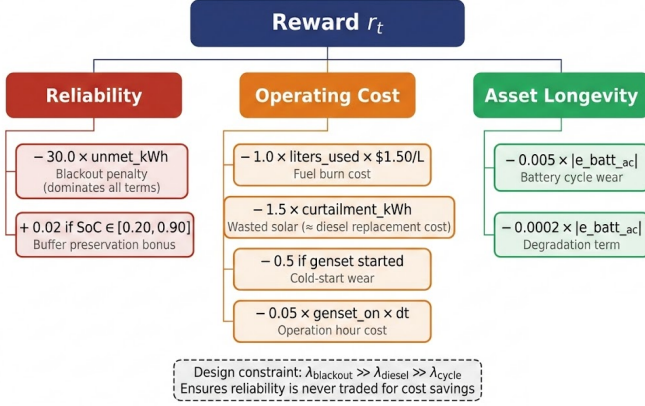 Reward r_t
Reliability
− 30.0 × unmet_kWh
Blackout penalty
(dominates all terms)
+ 0.02 if SoC ∈ [0.20, 0.90]
Buffer preservation bonus
Operating Cost
− 1.0 × liters_used × $1.50/L
Fuel burn cost
− 1.5 × curtailment_kWh
Wasted solar (≈ diesel replacement cost)
− 0.5 if genset started
Cold-start wear
− 0.05 × genset_on × dt
Operation hour cost
Asset Longevity
− 0.005 × |e_batt_ac|
Battery cycle wear
− 0.0002 × |e_batt_ac|
Degradation term
Design constraint: λ_blackout ≫ λ_diesel ≫ λ_cycle
Ensures reliability is never traded for cost savings